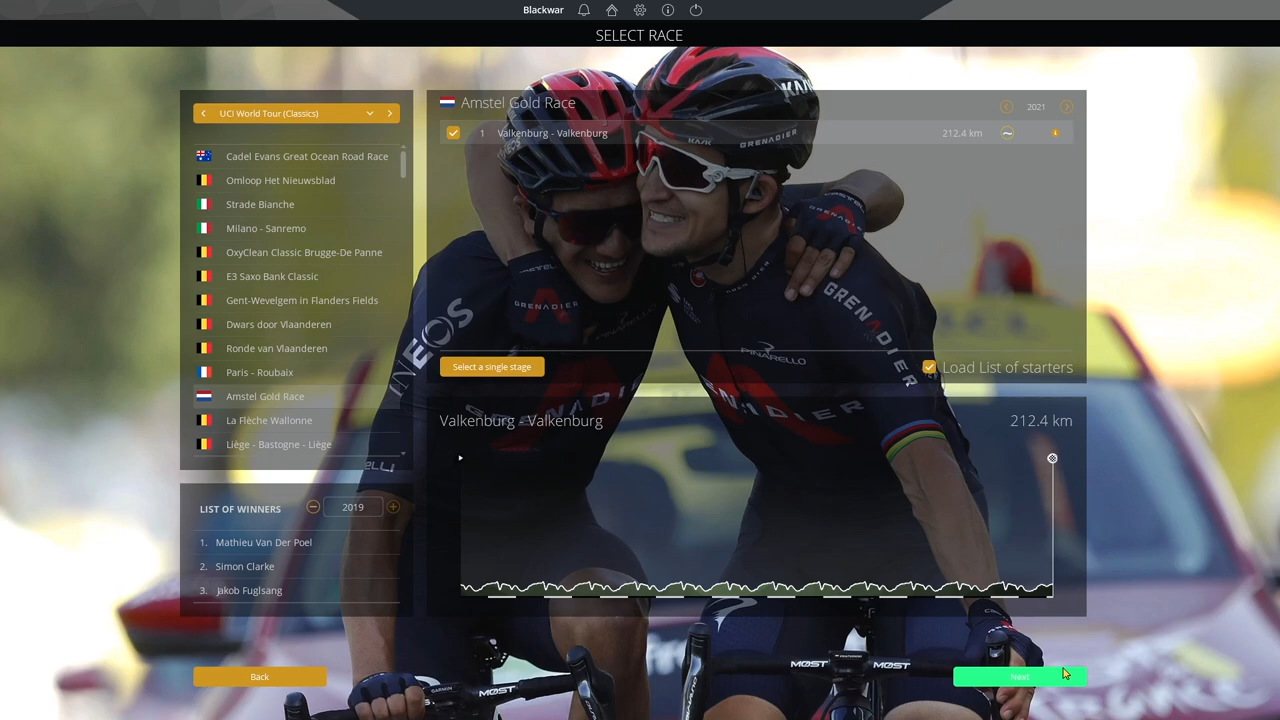 Blackwar
SELECT RACE
UCI World Tour (Classics)
Cadel Evans Great Ocean Road Race
Omloop Het Nieuwsblad
Strade Bianche
Milano - Sanremo
OxyClean Classic Brugge-De Panne
E3 Saxo Bank Classic
Gent-Wevelgem in Flanders Fields
Dwars door Vlaanderen
Ronde van Vlaanderen
Paris - Roubaix
Amstel Gold Race
La Flèche Wallonne
Liège - Bastogne - Liège
LIST OF WINNERS
2019
1. Mathieu Van Der Poel
2. Simon Clarke
3. Jakob Fuglsang
Amstel Gold Race
2021
1 Valkenburg - Valkenburg 212.4 km
Select a single stage
Load List of starters
Valkenburg - Valkenburg
212.4 km
Back
Next
KASK
GRENADIER
GRENADIER
INEOS
GRENADIER
PINARELLO
MOST
MOST
MOST
GARMIN